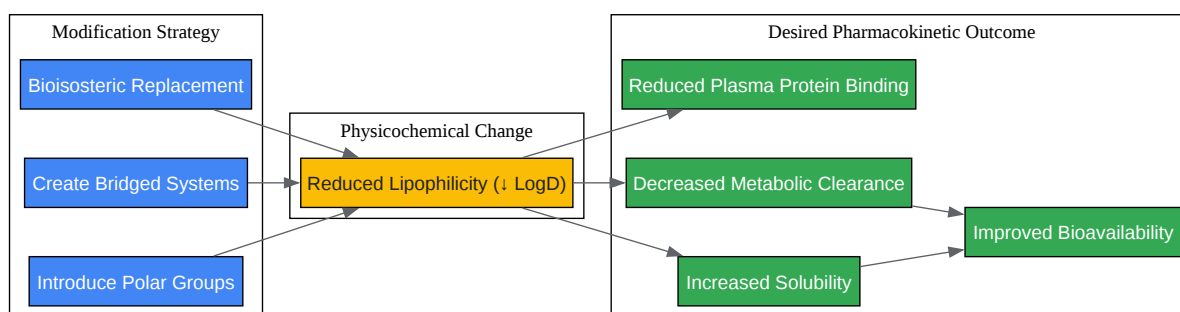 Modification Strategy
Bioisosteric Replacement
Create Bridged Systems
Introduce Polar Groups
Physicochemical Change
Reduced Lipophilicity (↓ LogD)
Desired Pharmacokinetic Outcome
Reduced Plasma Protein Binding
Decreased Metabolic Clearance
Increased Solubility
Improved Bioavailability